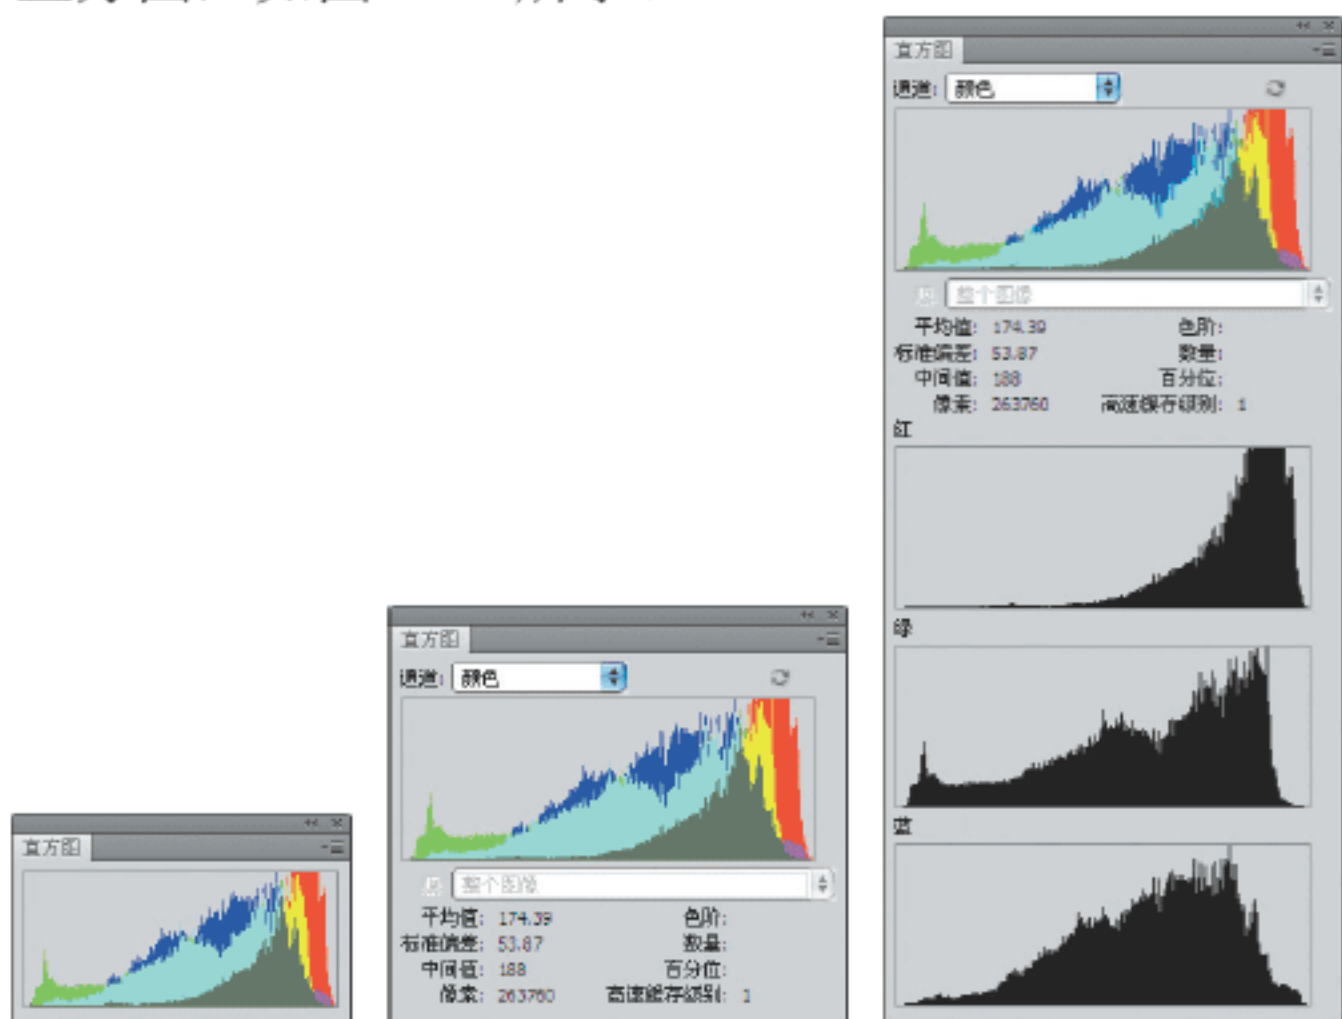 直方图
直方图
通道: 颜色
整个图像
平均值: 174.39 色阶:
标准偏差: 53.87 数量:
中间值: 188 百分位:
像素: 263760 高速缓存级别: 1
直方图
通道: 颜色
整个图像
平均值: 174.39 色阶:
标准偏差: 53.87 数量:
中间值: 188 百分位:
像素: 263760 高速缓存级别: 1
红
绿
蓝